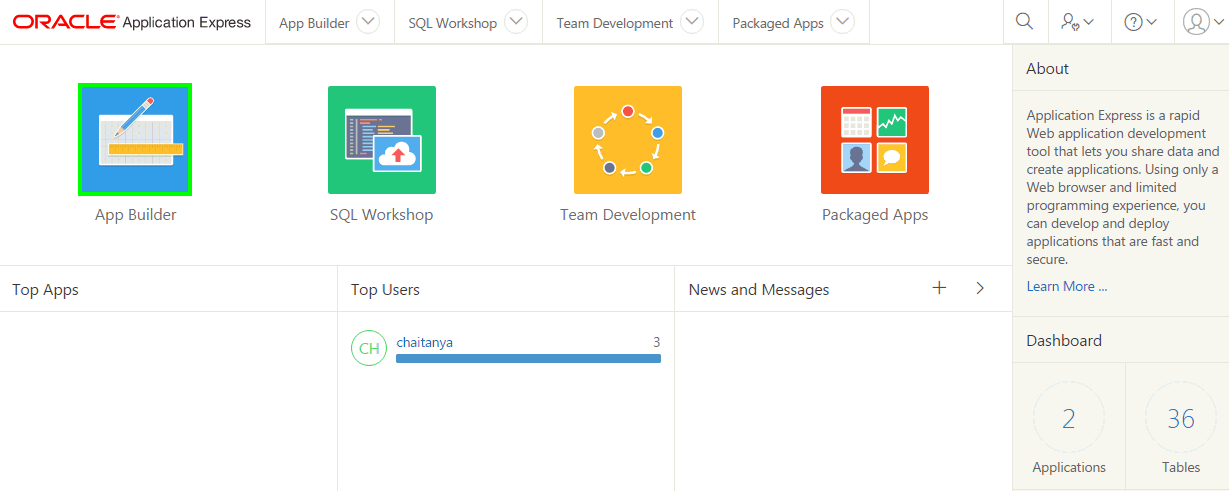 ORACLE® Application Express
App Builder
SQL Workshop
Team Development
Packaged Apps
App Builder
SQL Workshop
Team Development
Packaged Apps
Top Apps
Top Users
CH
chaitanya 3
News and Messages
About
Application Express is a rapid
Web application development
tool that lets you share data and
create applications. Using only a
Web browser and limited
programming experience, you
can develop and deploy
applications that are fast and
secure.
Learn More ...
Dashboard
2
Applications
36
Tables